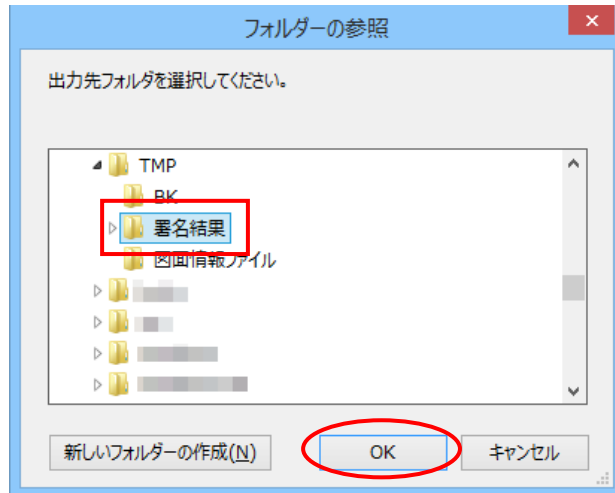 フォルダーの参照
出力先フォルダを選択してください。
TMP
BK
署名結果
図面情報ファイル
新しいフォルダーの作成(N)
OK
キャンセル